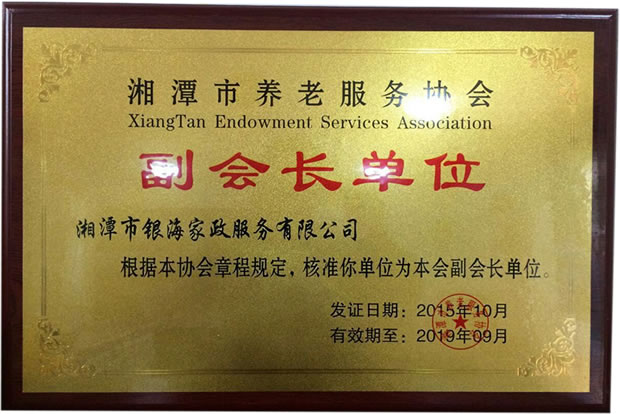 湘潭市养老服务协会
XiangTan Endowment Services Association
副会长单位
湘潭市银海家政服务有限公司
根据本协会章程规定，核准你单位为本会副会长单位。
发证日期：2015年10月
有效期至：2019年09月